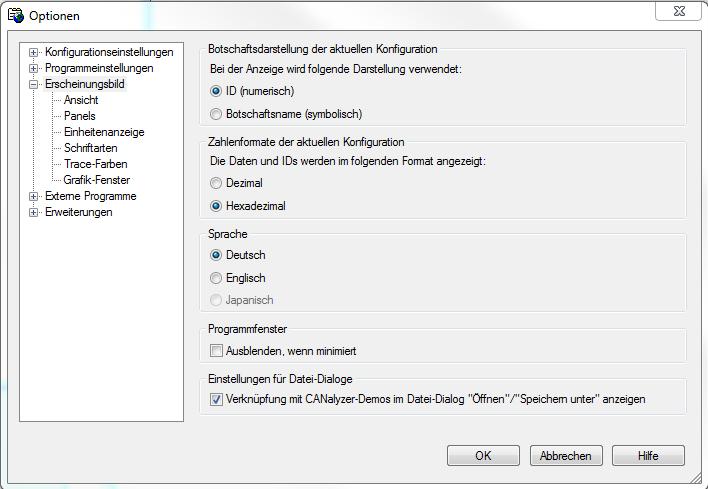 Optionen
Konfigurationseinstellungen
Programmeinstellungen
Erscheinungsbild
Ansicht
Panels
Einheitenanzeige
Schriftarten
Trace-Farben
Grafik-Fenster
Externe Programme
Erweiterungen
Botschaftsdarstellung der aktuellen Konfiguration
Bei der Anzeige wird folgende Darstellung verwendet:
ID (numerisch)
Botschaftsname (symbolisch)
Zahlenformate der aktuellen Konfiguration
Die Daten und IDs werden im folgenden Format angezeigt:
Dezimal
Hexadezimal
Sprache
Deutsch
Englisch
Japanisch
Programmfenster
Ausblenden, wenn minimiert
Einstellungen für Datei-Dialoge
Verknüpfung mit CANalyzer-Demos im Datei-Dialog "Öffnen"/"Speichern unter" anzeigen
OK
Abbrechen
Hilfe